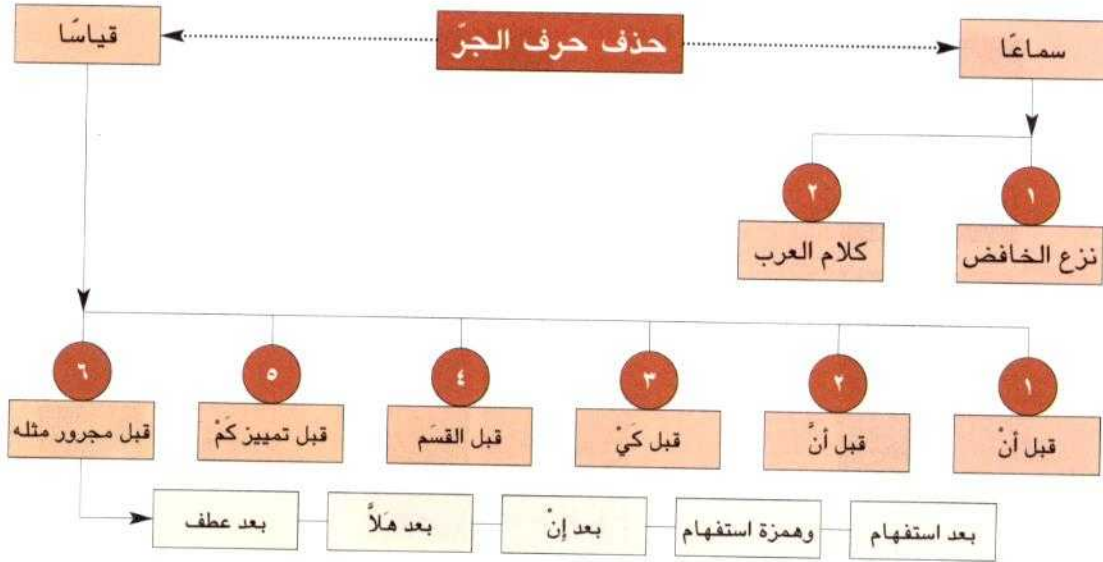 حذف حرف الجرّ
سماعًا
قياسًا
١
نزع الخافض
٢
كلام العرب
١
قبل أنْ
٢
قبل أنَّ
٣
قبل كَيْ
٤
قبل القسَم
٥
قبل تمييز كَمْ
٦
قبل مجرور مثله
بعد استفهام
وهمزة استفهام
بعد إنْ
بعد هَلاَّ
بعد عطف